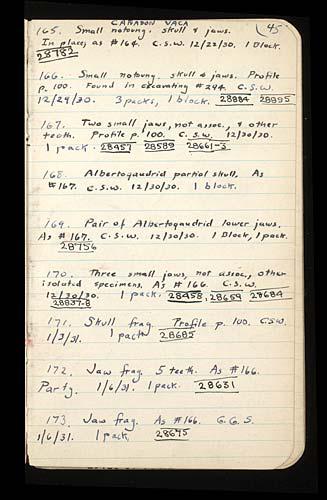 CAÑADON VACA
45
165. Small notoung. skull & jaws.
In place, as #164. C.S.W. 12/23/30. 1 Block.
28782
166. Small notoung. skull & jaws. Profile
p. 100. Found in excavating #244. C.S.W.
12/29/30. 3 packs, 1 block. 28884 28895
167. Two small jaws, not assoc., & other
teeth. Profile p. 100. C.S.W. 12/30/30.
1 pack. 28457 28589 28661-3
168. Albertogaudrid partial skull. As
#167. C.S.W. 12/30/30. 1 block.
169. Pair of Albertogaudrid lower jaws,
As #167. C.S.W. 12/30/30. 1 Block, 1 pack.
28756
170. Three small jaws, not assoc., other
isolated specimens. As #166. C.S.W.
12/30/30. 1 pack. 28458, 28659 28684
28837-8
171. Skull frag. Profile p. 100. C.S.W.
1/3/31. 1 pack 28685
172. Jaw frag. 5 teeth. As #166.
Party. 1/6/31. 1 pack. 28631
173. Jaw frag. As #166. G.G.S.
1/6/31. 1 pack. 28675